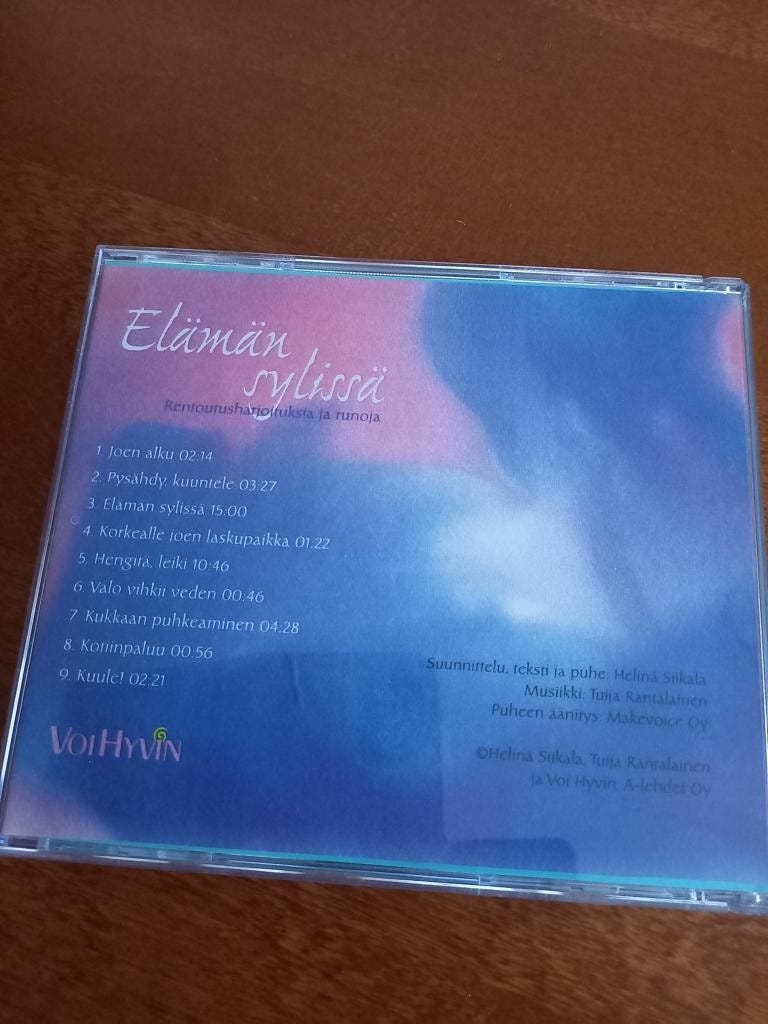 Elämän
sylissä
Rentoutusharjoituksia ja runoja
1. Joen alku 02:14
2. Pysähdy, kuuntele 03:27
3. Elämän sylissä 15:00
4. Korkealle joen laskupaikka 01:22
5. Hengitä, leiki 10:46
6. Valo vihkii veden 00:46
7. Kukkaan puhkeaminen 04:28
8. Kotiinpaluu 00:56
9. Kuule! 02:21
Suunnittelu, teksti ja puhe: Helinä Siikala
Musiikki: Tuija Rantalainen
Puheen äänitys: Makevoice Oy
©Helinä Siikala, Tuija Rantalainen
ja Voi Hyvin, A-lehdet Oy
VOI HYVIN